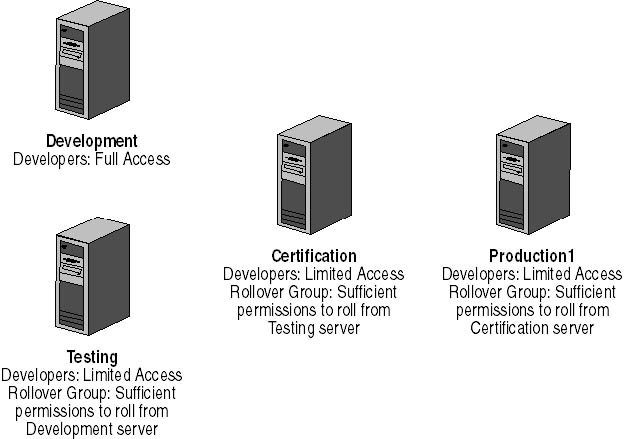 Development
Developers: Full Access
Testing
Developers: Limited Access
Rollover Group: Sufficient
permissions to roll from
Development server
Certification
Developers: Limited Access
Rollover Group: Sufficient
permissions to roll from
Testing server
Production1
Developers: Limited Access
Rollover Group: Sufficient
permissions to roll from
Certification server